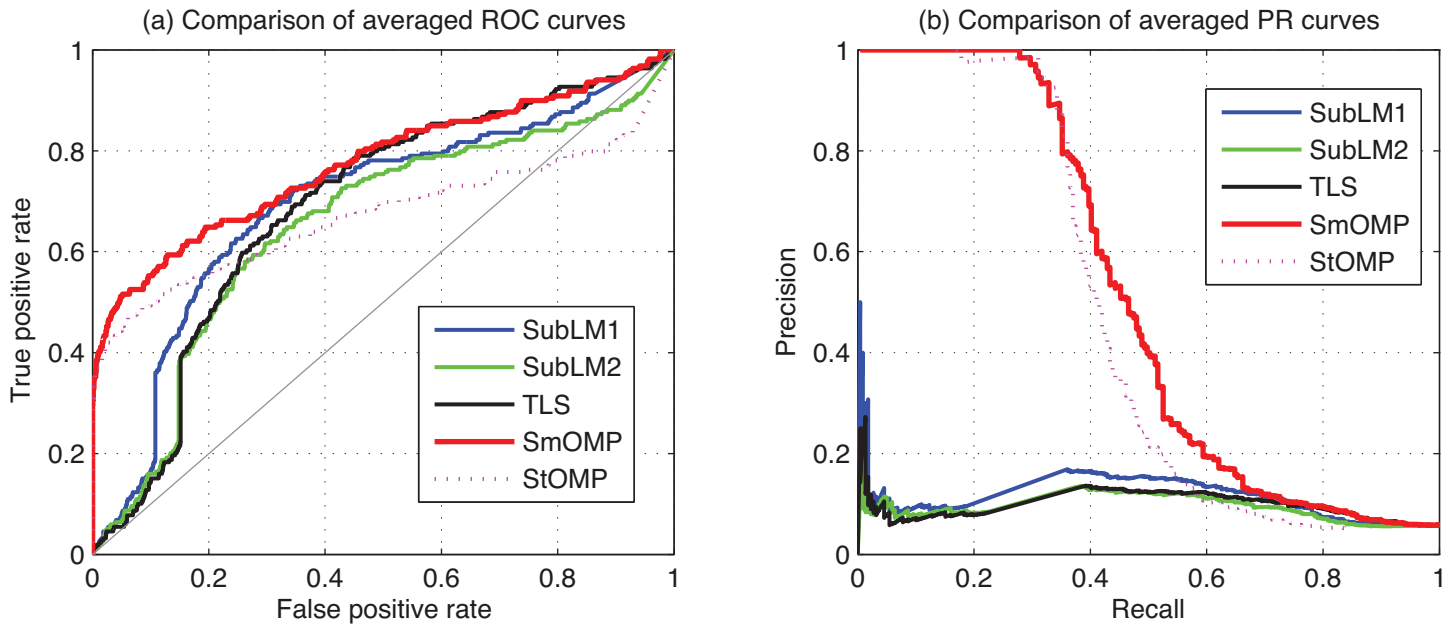 (a) Comparison of averaged ROC curves
1
0.8
0.6
0.4
0.2
0
0
0.2
0.4
0.6
0.8
1
True positive rate
False positive rate
SubLM1
SubLM2
TLS
SmOMP
StOMP
(b) Comparison of averaged PR curves
1
0.8
0.6
0.4
0.2
0
0
0.2
0.4
0.6
0.8
1
Precision
Recall
SubLM1
SubLM2
TLS
SmOMP
StOMP